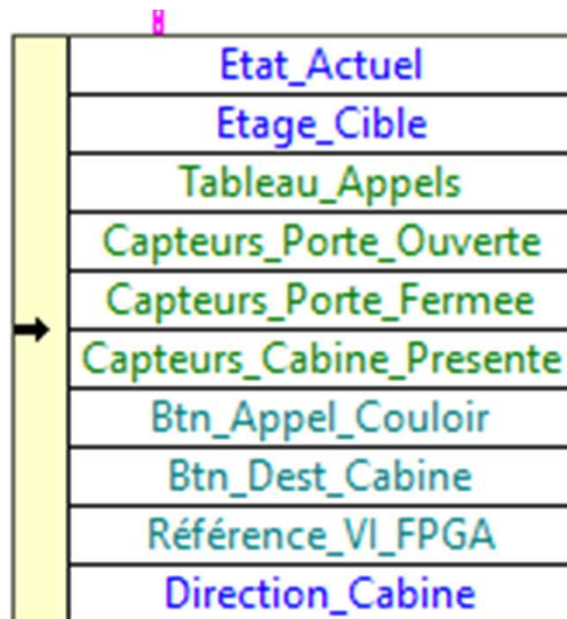 Etat_Actuel
Etage_Cible
Tableau_Appels
Capteurs_Porte_Ouverte
Capteurs_Porte_Fermee
Capteurs_Cabine_Presente
Btn_Appel_Couloir
Btn_Dest_Cabine
Référence_VI_FPGA
Direction_Cabine